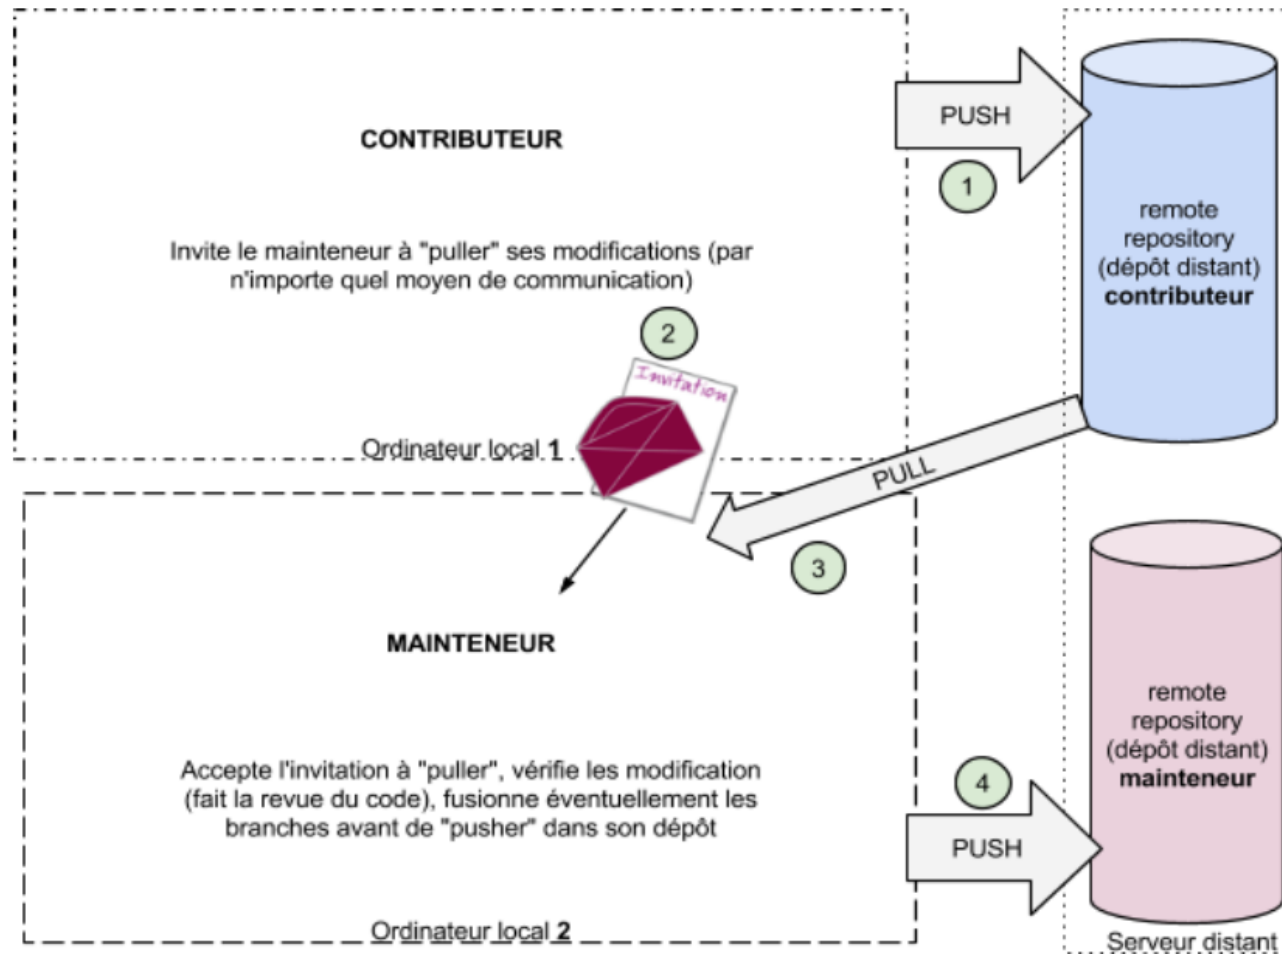 CONTRIBUTEUR
Invite le mainteneur à "puller" ses modifications (par
n'importe quel moyen de communication)
2
Invitation
Ordinateur local 1
PUSH
1
remote
repository
(dépôt distant)
contributeur
PULL
3
MAINTENEUR
Accepte l'invitation à "puller", vérifie les modification
(fait la revue du code), fusionne éventuellement les
branches avant de "pusher" dans son dépôt
Ordinateur local 2
4
PUSH
remote
repository
(dépôt distant)
mainteneur
Serveur distant